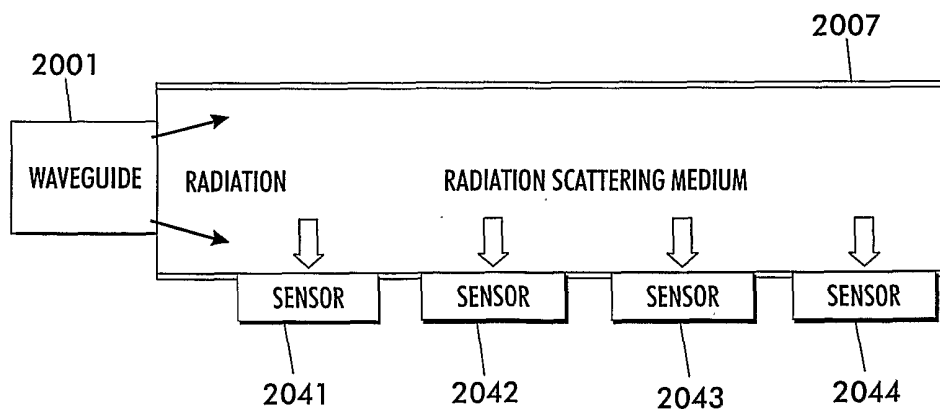 2007
2001
WAVEGUIDE
RADIATION
RADIATION SCATTERING MEDIUM
SENSOR
SENSOR
SENSOR
SENSOR
2041
2042
2043
2044